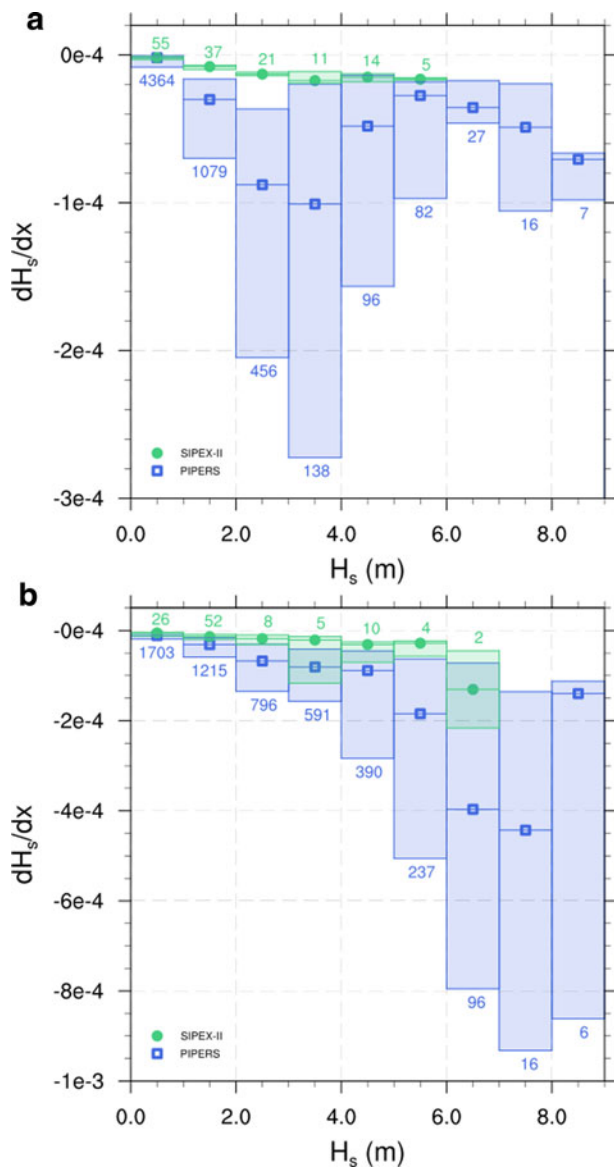 a
0e-4
-1e-4
-2e-4
-3e-4
dHs/dx
55 37 21 11 14 5
4364 1079 456 138 96 82 27 16 7
SIPEX-II
PIPERS
0.0 2.0 4.0 6.0 8.0
Hs (m)
b
-0e-4
-2e-4
-4e-4
-6e-4
-8e-4
-1e-3
dHs/dx
26 52 8 5 10 4 2
1703 1215 796 591 390 237 96 16 6
SIPEX-II
PIPERS
0.0 2.0 4.0 6.0 8.0
Hs (m)